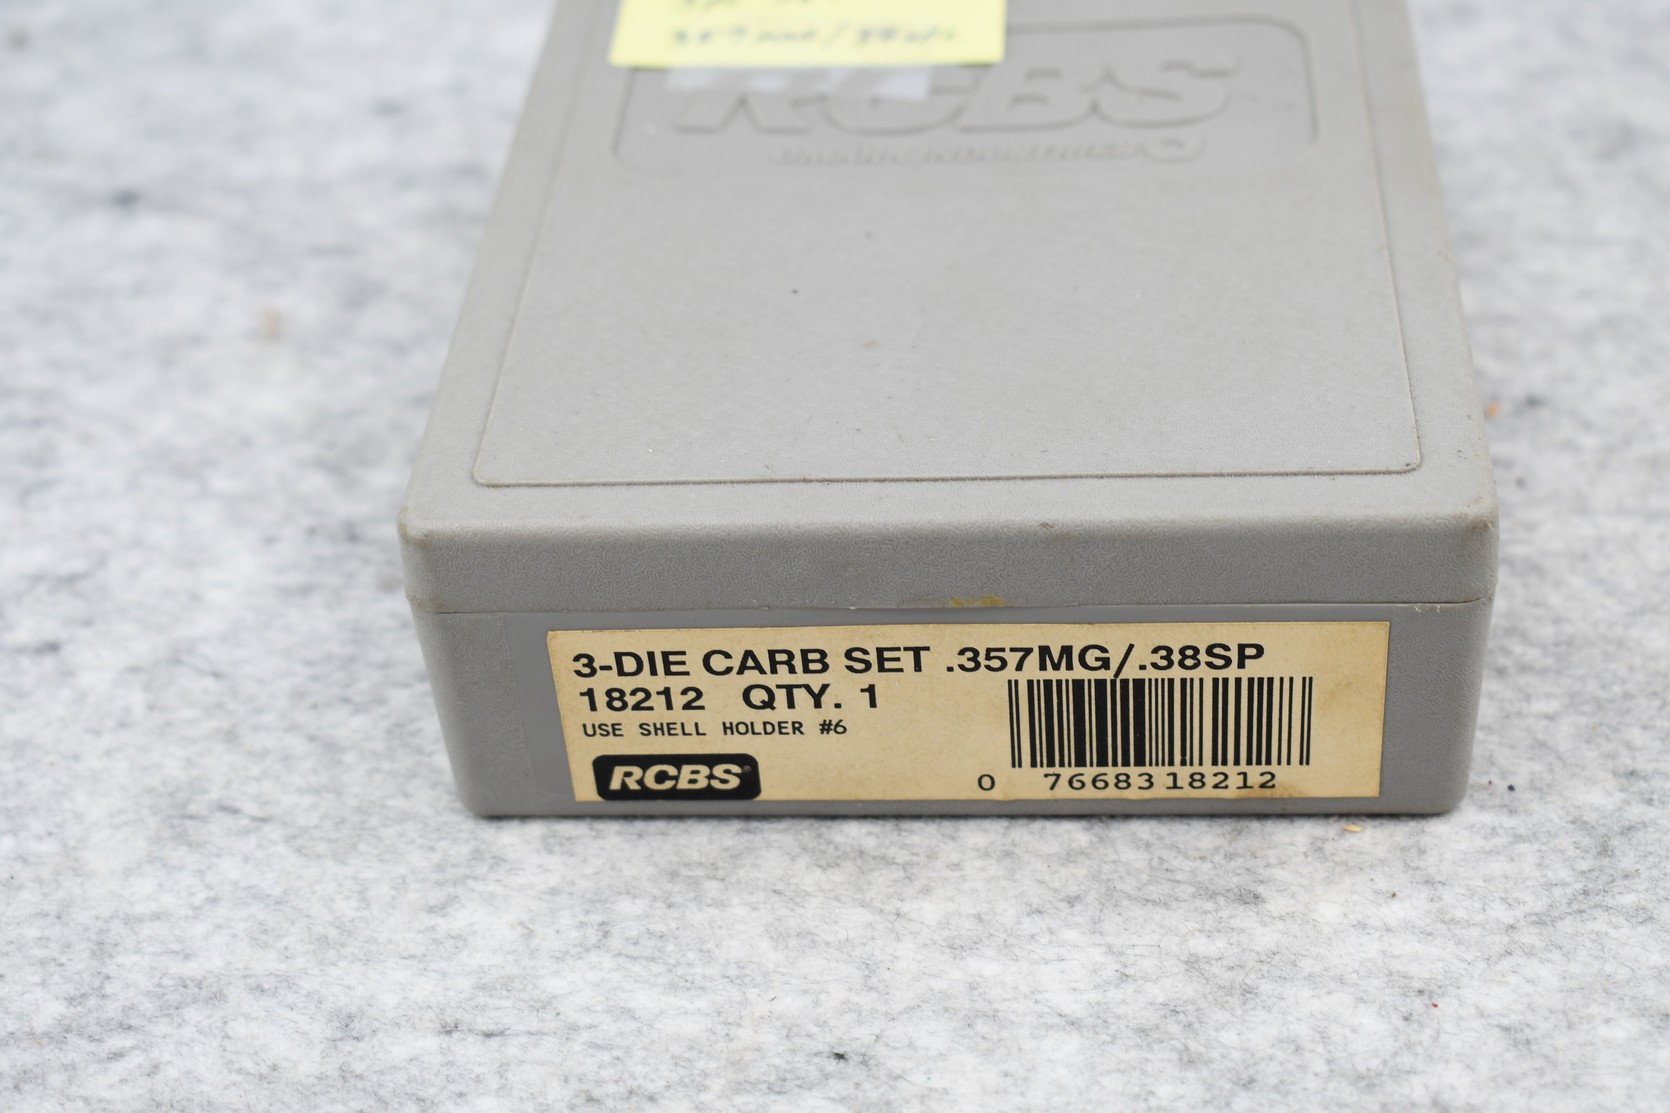 RCBS
3-DIE CARB SET .357MG/.38SP
18212 QTY. 1
USE SHELL HOLDER #6
RCBS
0 7668318212